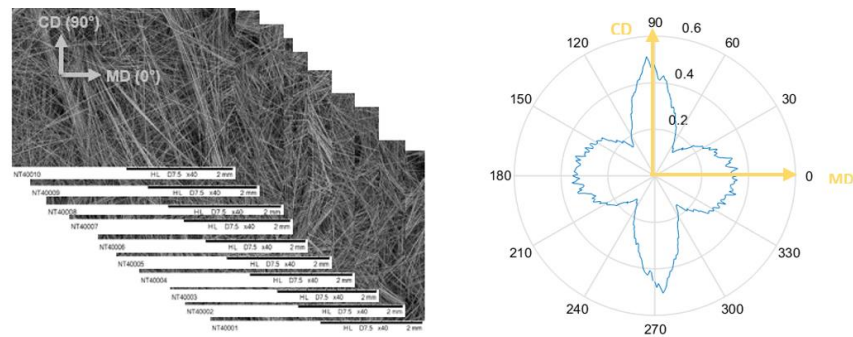 CD (90°)
MD (0°)
NT40010 HL D7.5 x40 2 mm
NT40009 HL D7.5 x40 2 mm
NT40008 HL D7.5 x40 2 mm
NT40007 HL D7.5 x40 2 mm
NT40006 HL D7.5 x40 2 mm
NT40005 HL D7.5 x40 2 mm
NT40004 HL D7.5 x40 2 mm
NT40003 HL D7.5 x40 2 mm
NT40002 HL D7.5 x40 2 mm
NT40001 HL D7.5 x40 2 mm
CD
90
0.6
120
60
0.4
150
30
0.2
180
0
MD
210
330
240
300
270